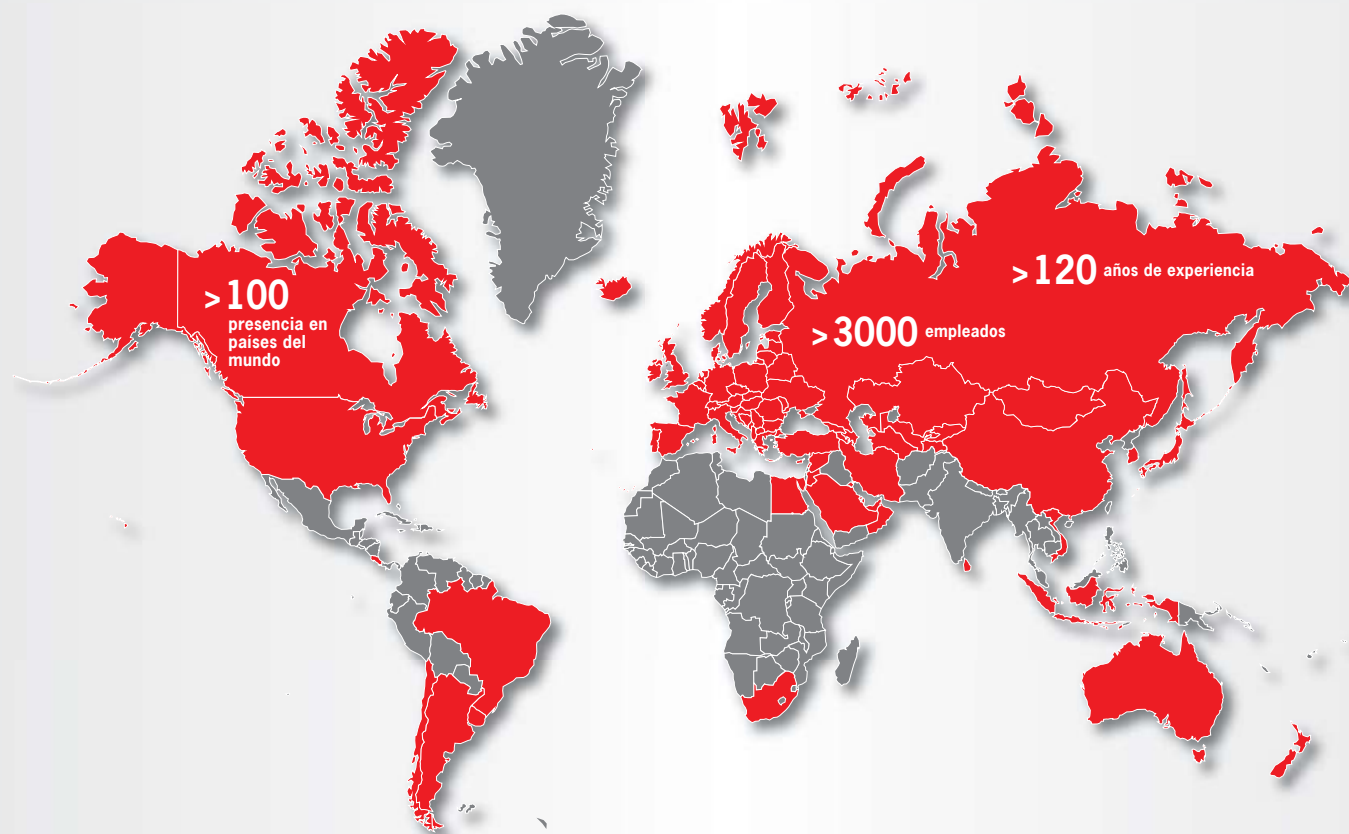 > 100
presencia en
países del
mundo
> 120 años de experiencia
> 3000 empleados